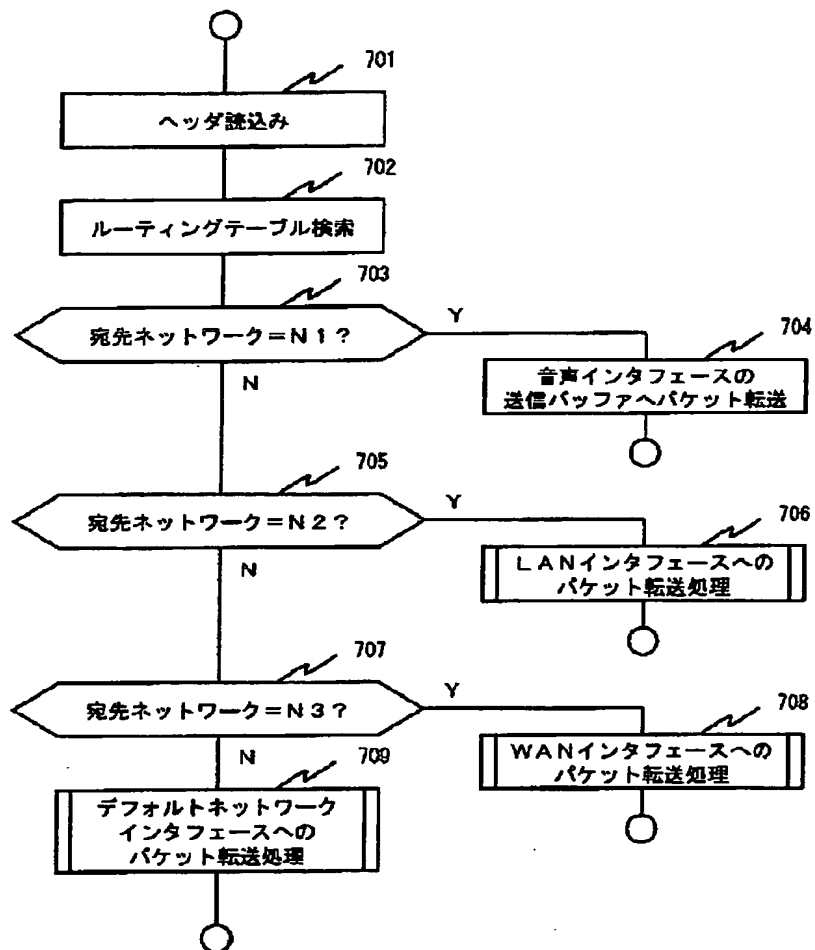 701
ヘッダ読込み
702
ルーティングテーブル検索
703
宛先ネットワーク=N1?
Y
N
704
音声インタフェースの
送信バッファへパケット転送
705
宛先ネットワーク=N2?
Y
N
706
LANインタフェースへの
パケット転送処理
707
宛先ネットワーク=N3?
Y
N
708
WANインタフェースへの
パケット転送処理
709
デフォルトネットワーク
インタフェースへの
パケット転送処理